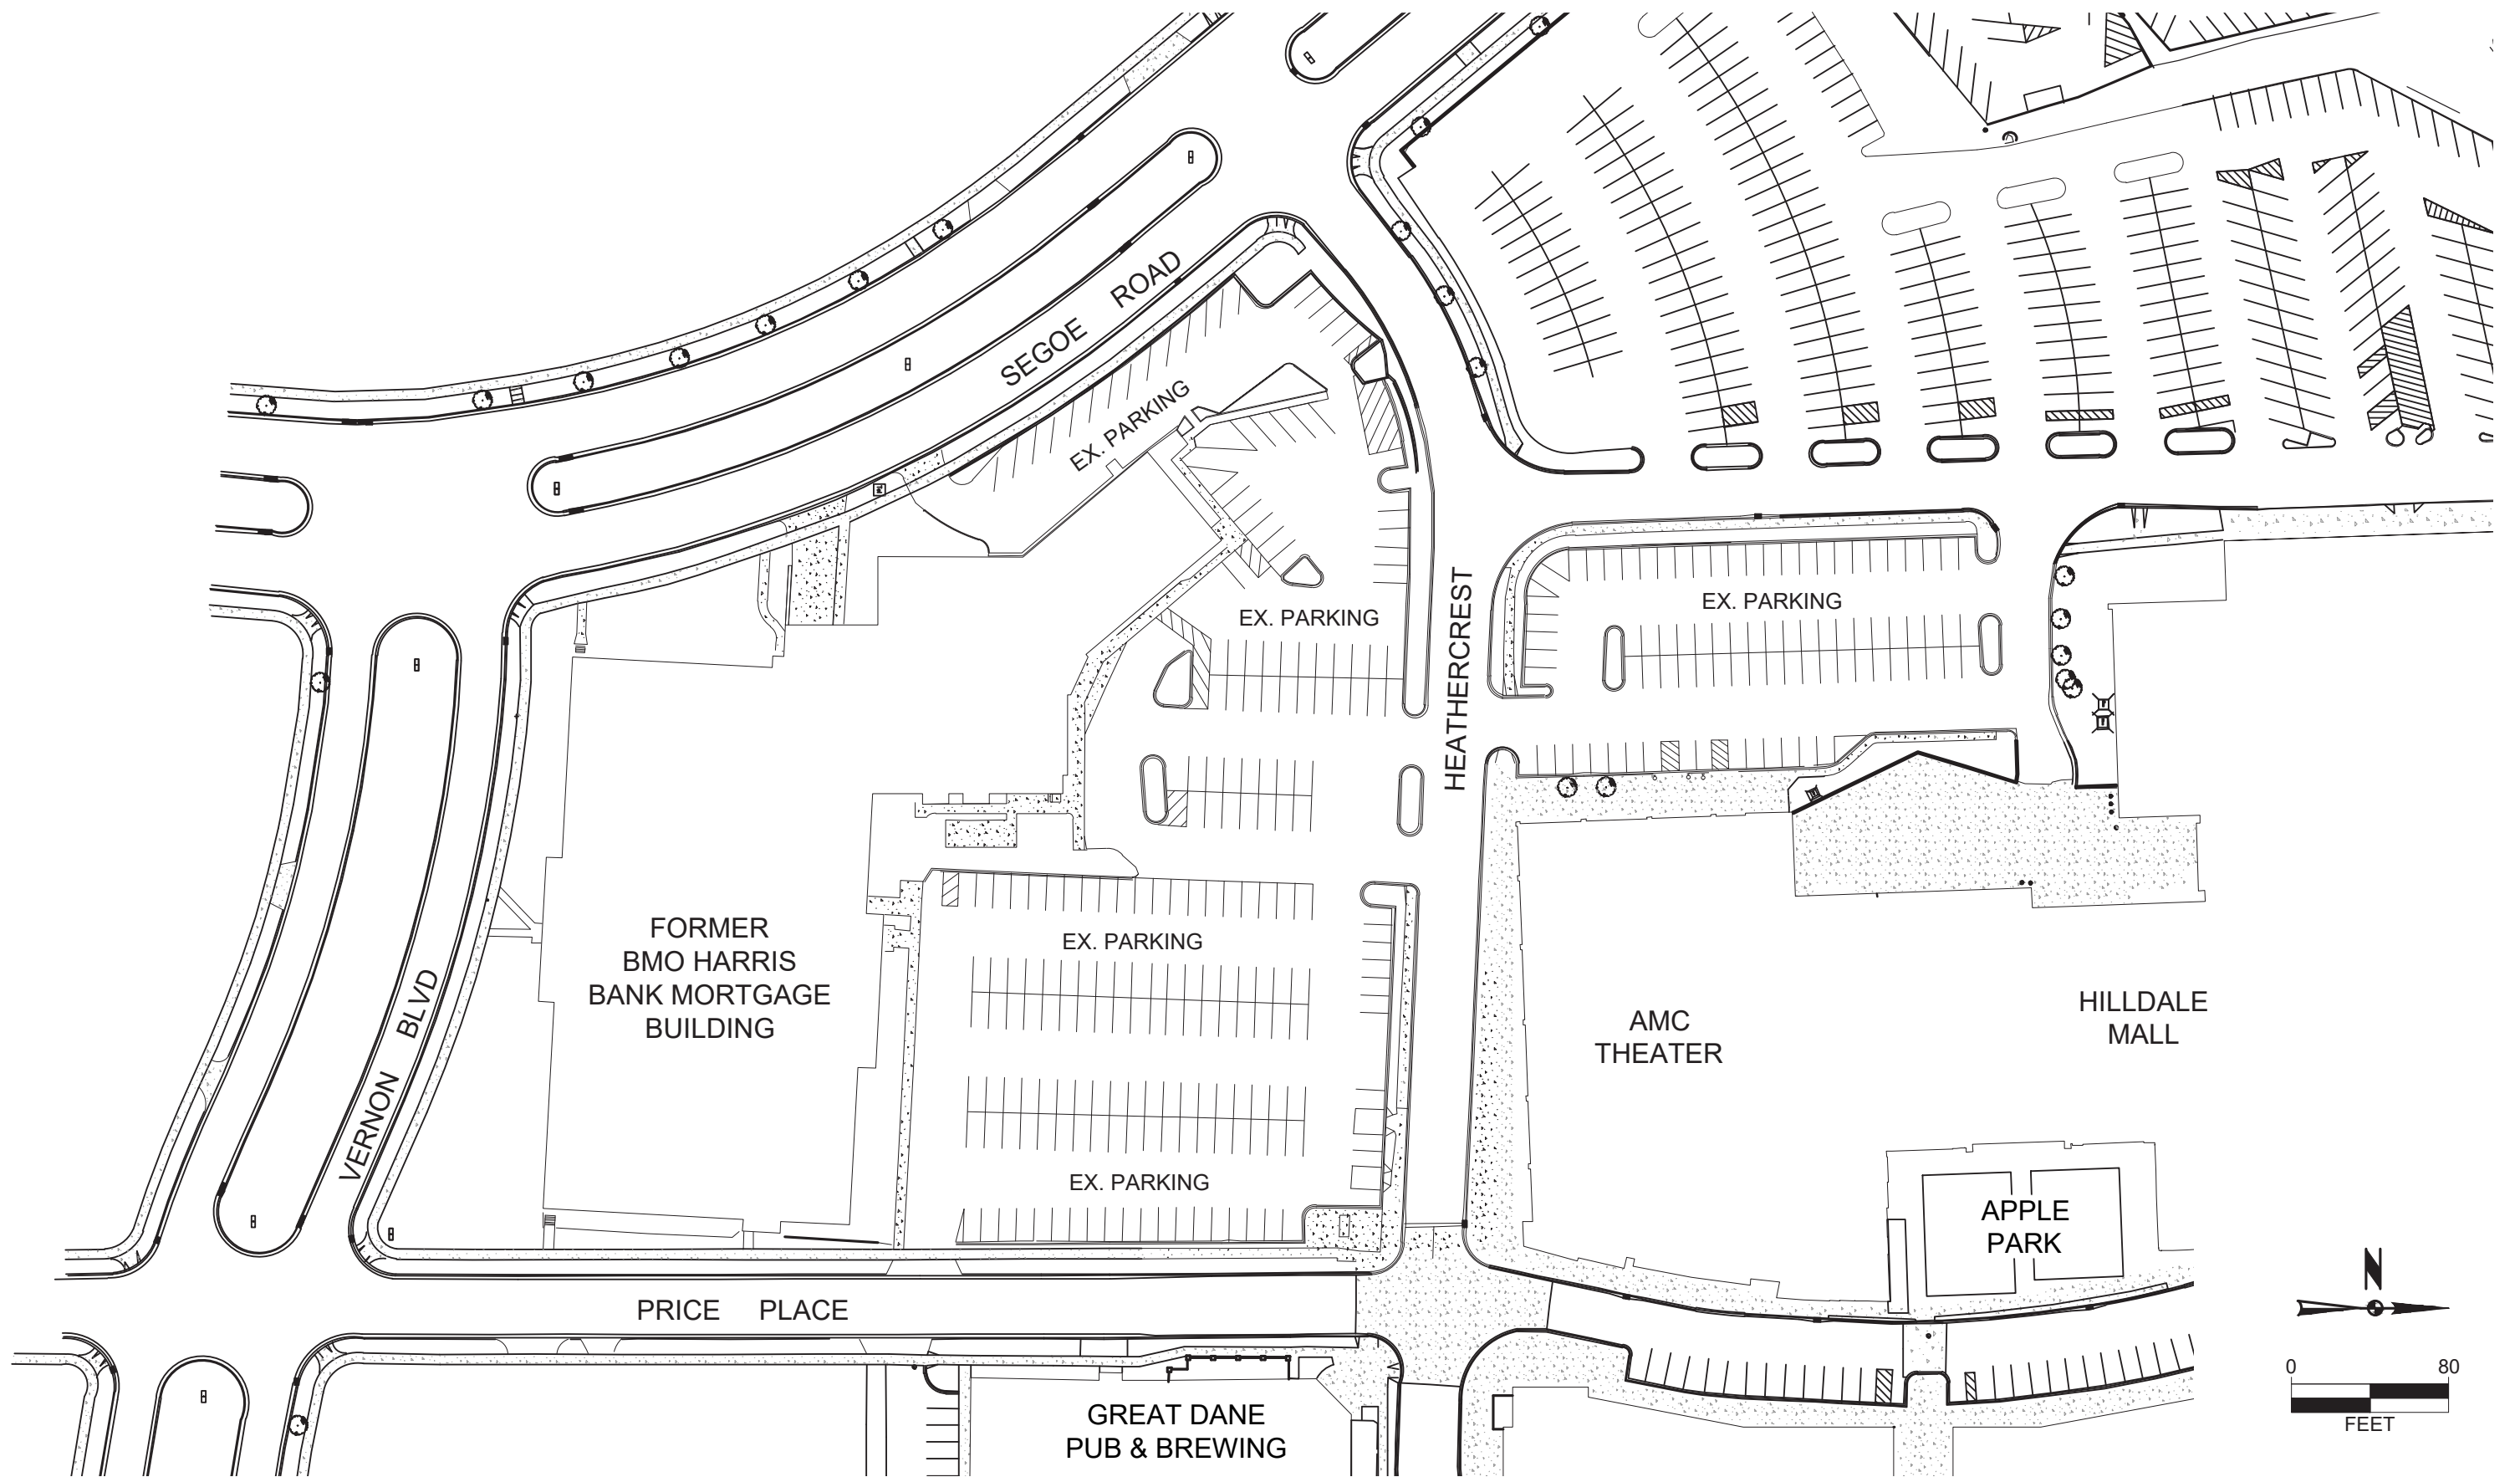 SEGOE ROAD
EX. PARKING
EX. PARKING
EX. PARKING
HEATHERCREST
FORMER
BMO HARRIS
BANK MORTGAGE
BUILDING
EX. PARKING
VERNON BLVD
AMC
THEATER
HILLDALE
MALL
EX. PARKING
APPLE
PARK
PRICE PLACE
N
0 80
FEET
GREAT DANE
PUB & BREWING